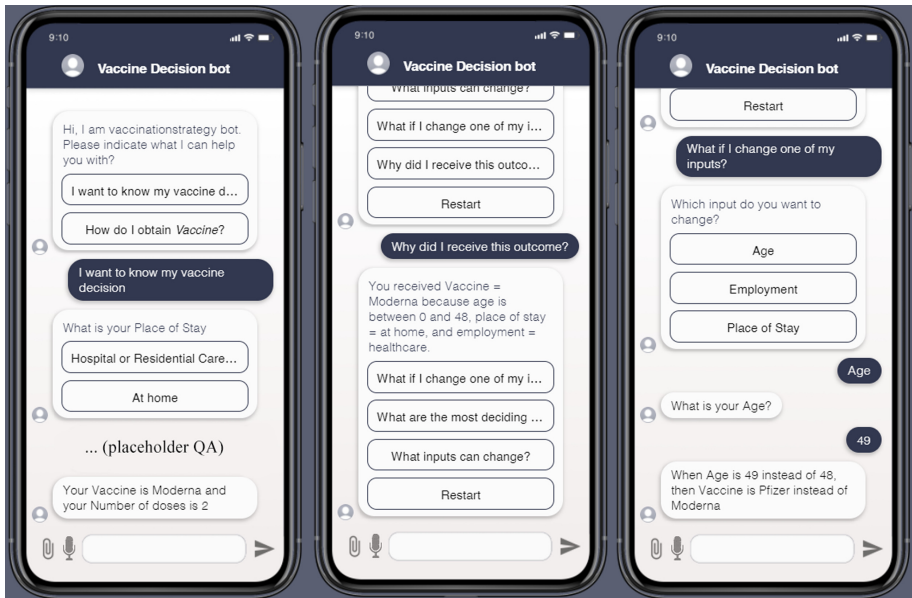 9:10
Vaccine Decision bot
Hi, I am vaccinationstrategy bot.
Please indicate what I can help
you with?
I want to know my vaccine d...
How do I obtain Vaccine?
I want to know my vaccine
decision
What is your Place of Stay
Hospital or Residential Care...
At home
... (placeholder QA)
Your Vaccine is Moderna and
your Number of doses is 2
9:10
Vaccine Decision bot
What inputs can change?
What if I change one of my i...
Why did I receive this outco...
Restart
Why did I receive this outcome?
You received Vaccine =
Moderna because age is
between 0 and 48, place of stay
= at home, and employment =
healthcare.
What if I change one of my i...
What are the most deciding ...
What inputs can change?
Restart
9:10
Vaccine Decision bot
Restart
What if I change one of my
inputs?
Which input do you want to
change?
Age
Employment
Place of Stay
Age
What is your Age?
49
When Age is 49 instead of 48,
then Vaccine is Pfizer instead of
Moderna